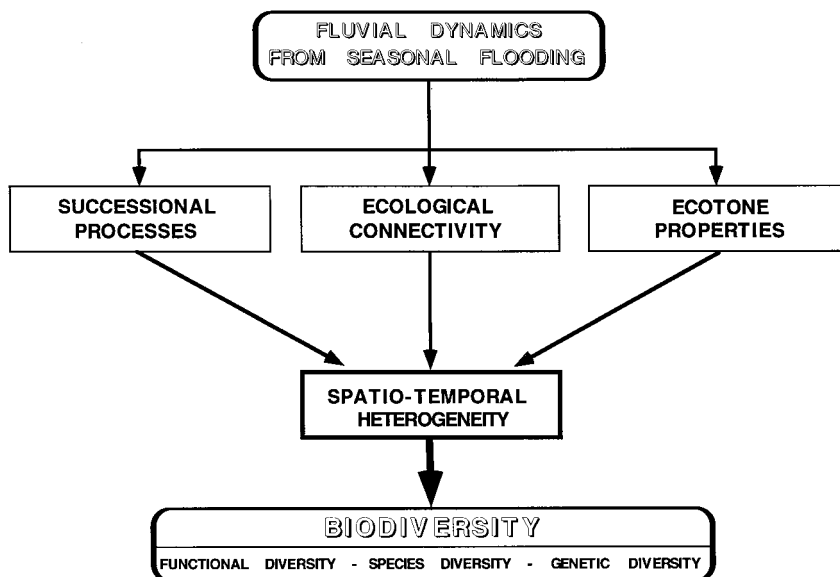 FLUVIAL DYNAMICS
FROM SEASONAL FLOODING
SUCCESSIONAL
PROCESSES
ECOLOGICAL
CONNECTIVITY
ECOTONE
PROPERTIES
SPATIO-TEMPORAL
HETEROGENEITY
BIODIVERSITY
FUNCTIONAL DIVERSITY - SPECIES DIVERSITY - GENETIC DIVERSITY